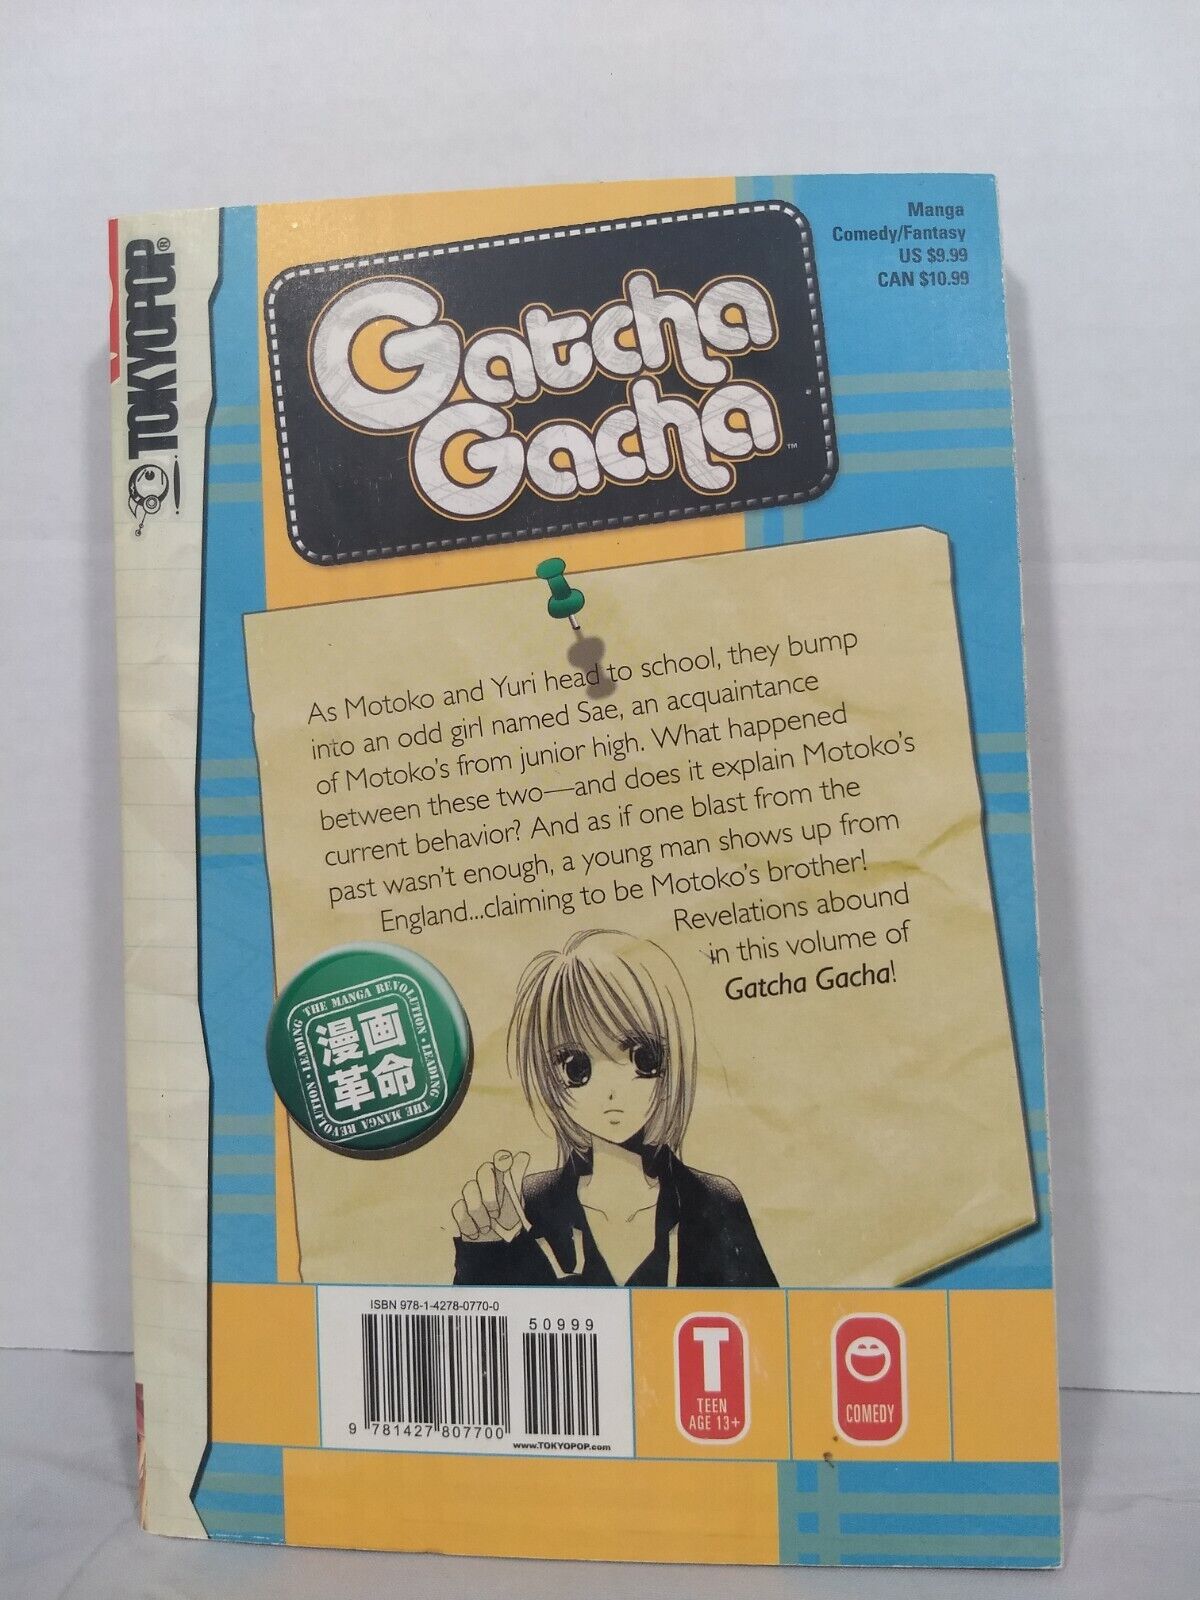 TOKYOPOP®
Manga
Comedy/Fantasy
US $9.99
CAN $10.99
Gatcha
Gacha
™
As Motoko and Yuri head to school, they bump
into an odd girl named Sae, an acquaintance
of Motoko's from junior high. What happened
between these two—and does it explain Motoko's
current behavior? And as if one blast from the
past wasn't enough, a young man shows up from
England...claiming to be Motoko's brother!
Revelations abound
in this volume of
Gatcha Gacha!
THE MANGA REVOLUTION · LEADING
THE MANGA REVOLUTION · LEADING
漫画
革命
ISBN 978-1-4278-0770-0
50999
9 781427 807700
www.TOKYOPOP.com
T
TEEN
AGE 13+
COMEDY